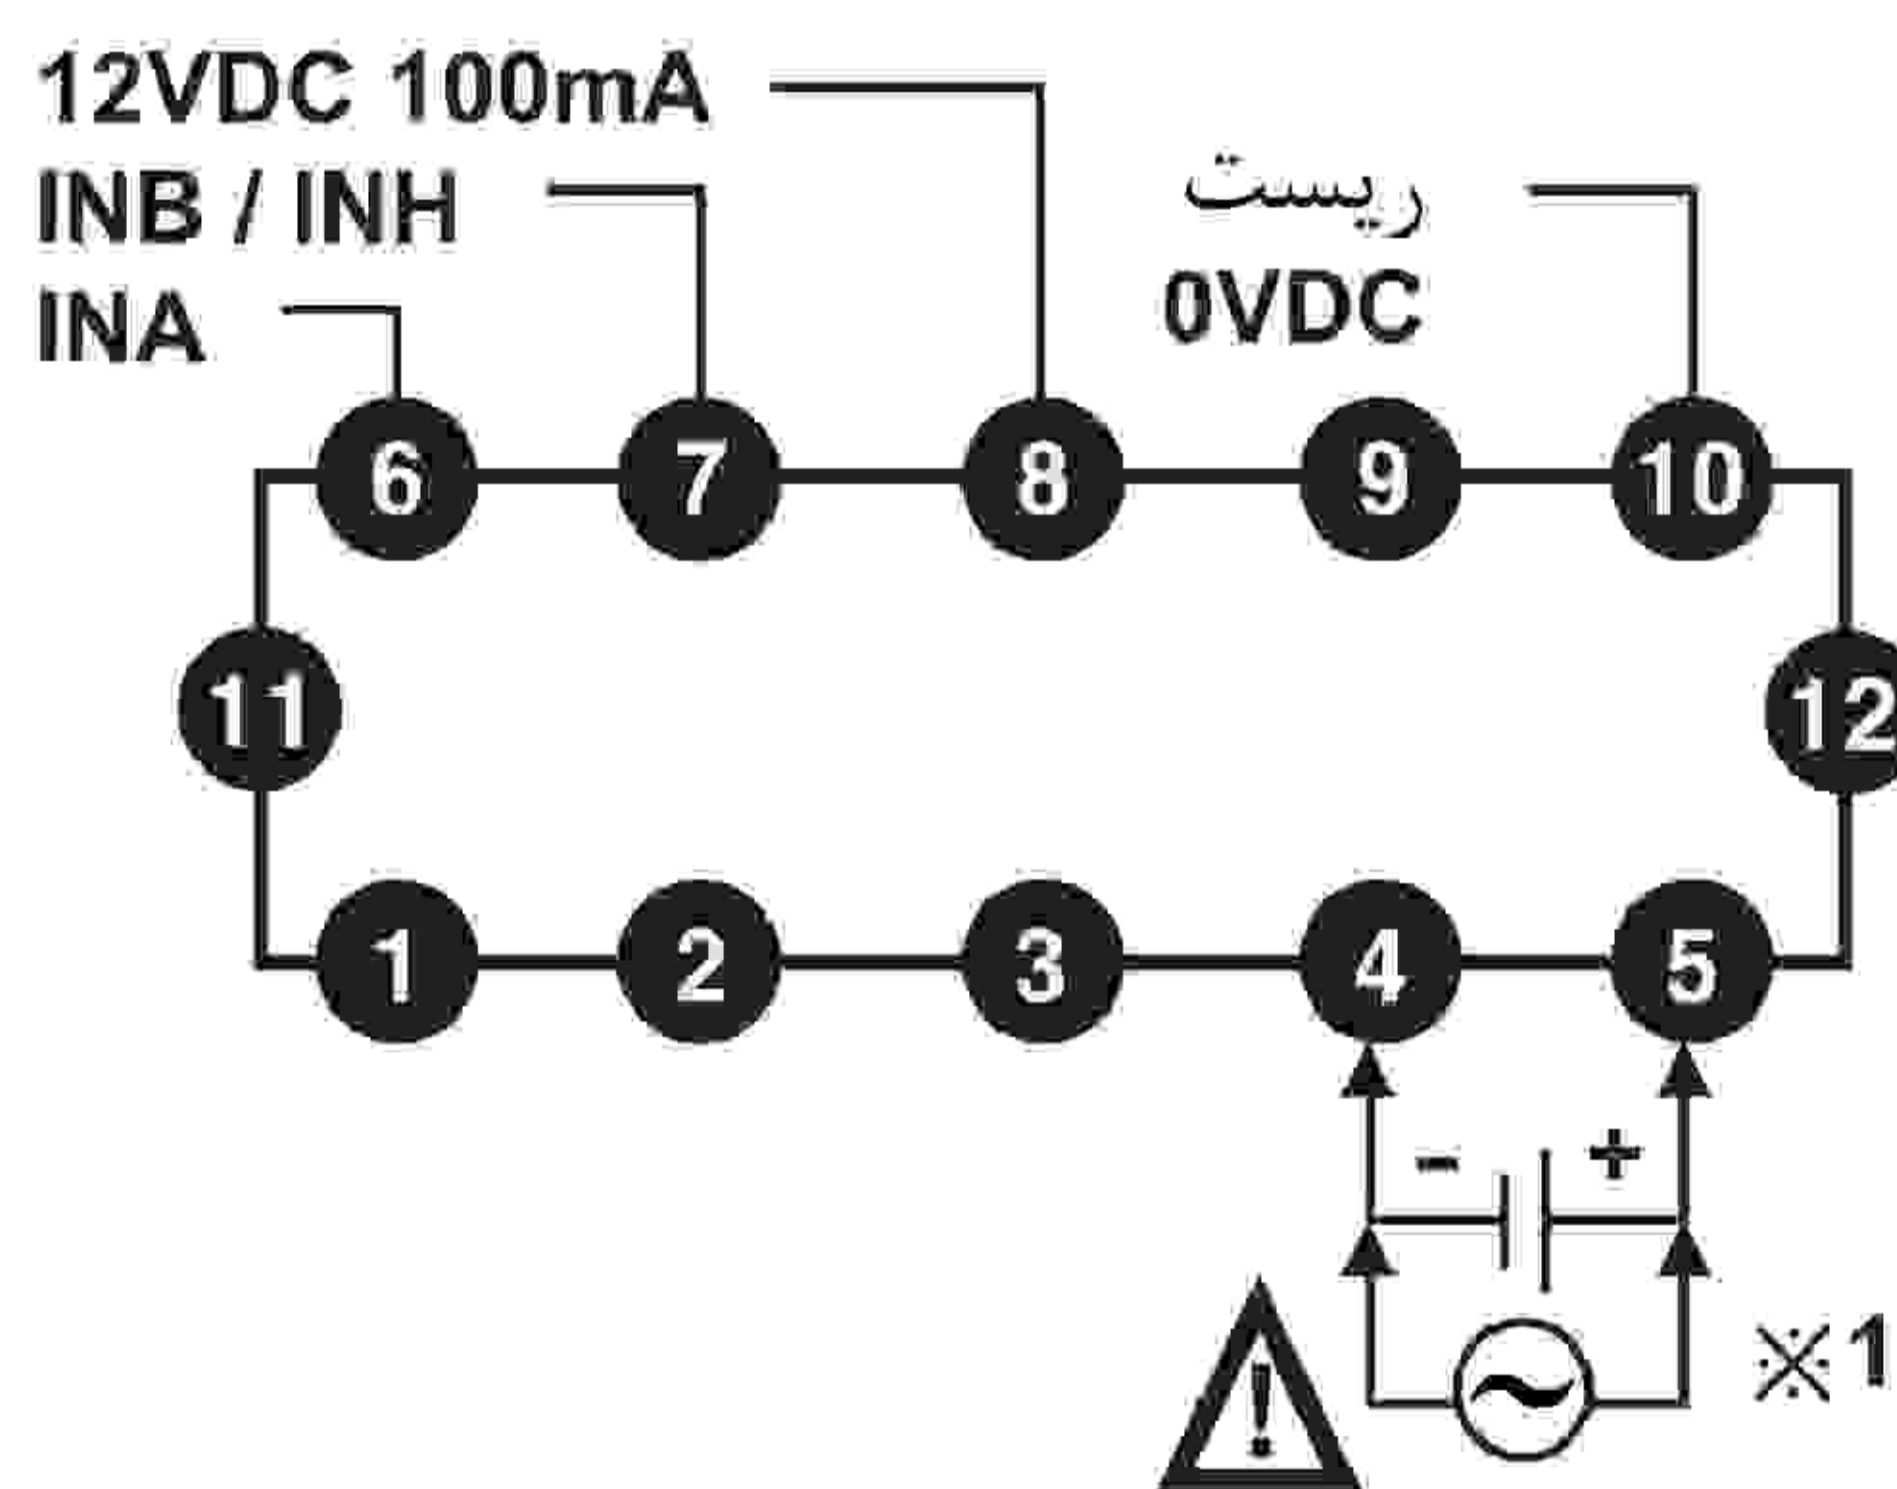 12VDC 100mA
INB / INH
INA
ریست
0VDC
6 7 8 9 10
11 12
1 2 3 4 5
− +
!
※1